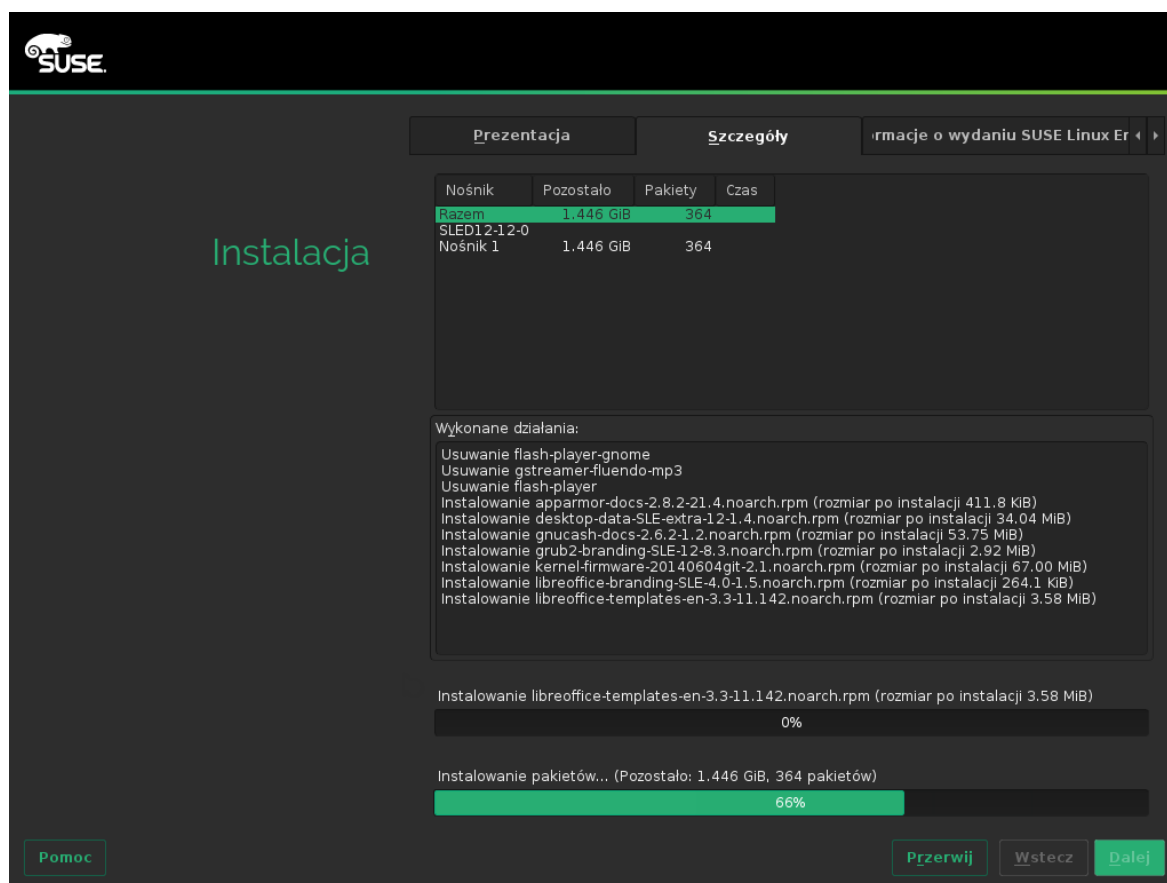 SUSE.
Prezentacja Szczegóły rmacje o wydaniu SUSE Linux Er
Instalacja
Nośnik Pozostało Pakiety Czas
Razem 1.446 GiB 364
SLED12-12-0
Nośnik 1 1.446 GiB 364
Wykonane działania:
Usuwanie flash-player-gnome
Usuwanie gstreamer-fluendo-mp3
Usuwanie flash-player
Instalowanie apparmor-docs-2.8.2-21.4.noarch.rpm (rozmiar po instalacji 411.8 KiB)
Instalowanie desktop-data-SLE-extra-12-1.4.noarch.rpm (rozmiar po instalacji 34.04 MiB)
Instalowanie gnucash-docs-2.6.2-1.2.noarch.rpm (rozmiar po instalacji 53.75 MiB)
Instalowanie grub2-branding-SLE-12-8.3.noarch.rpm (rozmiar po instalacji 2.92 MiB)
Instalowanie kernel-firmware-20140604git-2.1.noarch.rpm (rozmiar po instalacji 67.00 MiB)
Instalowanie libreoffice-branding-SLE-4.0-1.5.noarch.rpm (rozmiar po instalacji 264.1 KiB)
Instalowanie libreoffice-templates-en-3.3-11.142.noarch.rpm (rozmiar po instalacji 3.58 MiB)
Instalowanie libreoffice-templates-en-3.3-11.142.noarch.rpm (rozmiar po instalacji 3.58 MiB)
0%
Instalowanie pakietów... (Pozostało: 1.446 GiB, 364 pakietów)
66%
Pomoc Przerwij Wstecz Dalej